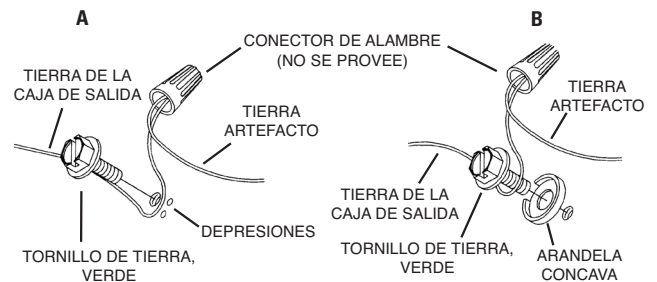 A
B
CONECTOR DE ALAMBRE
(NO SE PROVEE)
TIERRA DE LA
CAJA DE SALIDA
TIERRA
ARTEFACTO
DEPRESIONES
TORNILLO DE TIERRA,
VERDE
TIERRA
ARTEFACTO
TIERRA DE LA
CAJA DE SALIDA
TORNILLO DE TIERRA,
VERDE
ARANDELA
CONCAVA